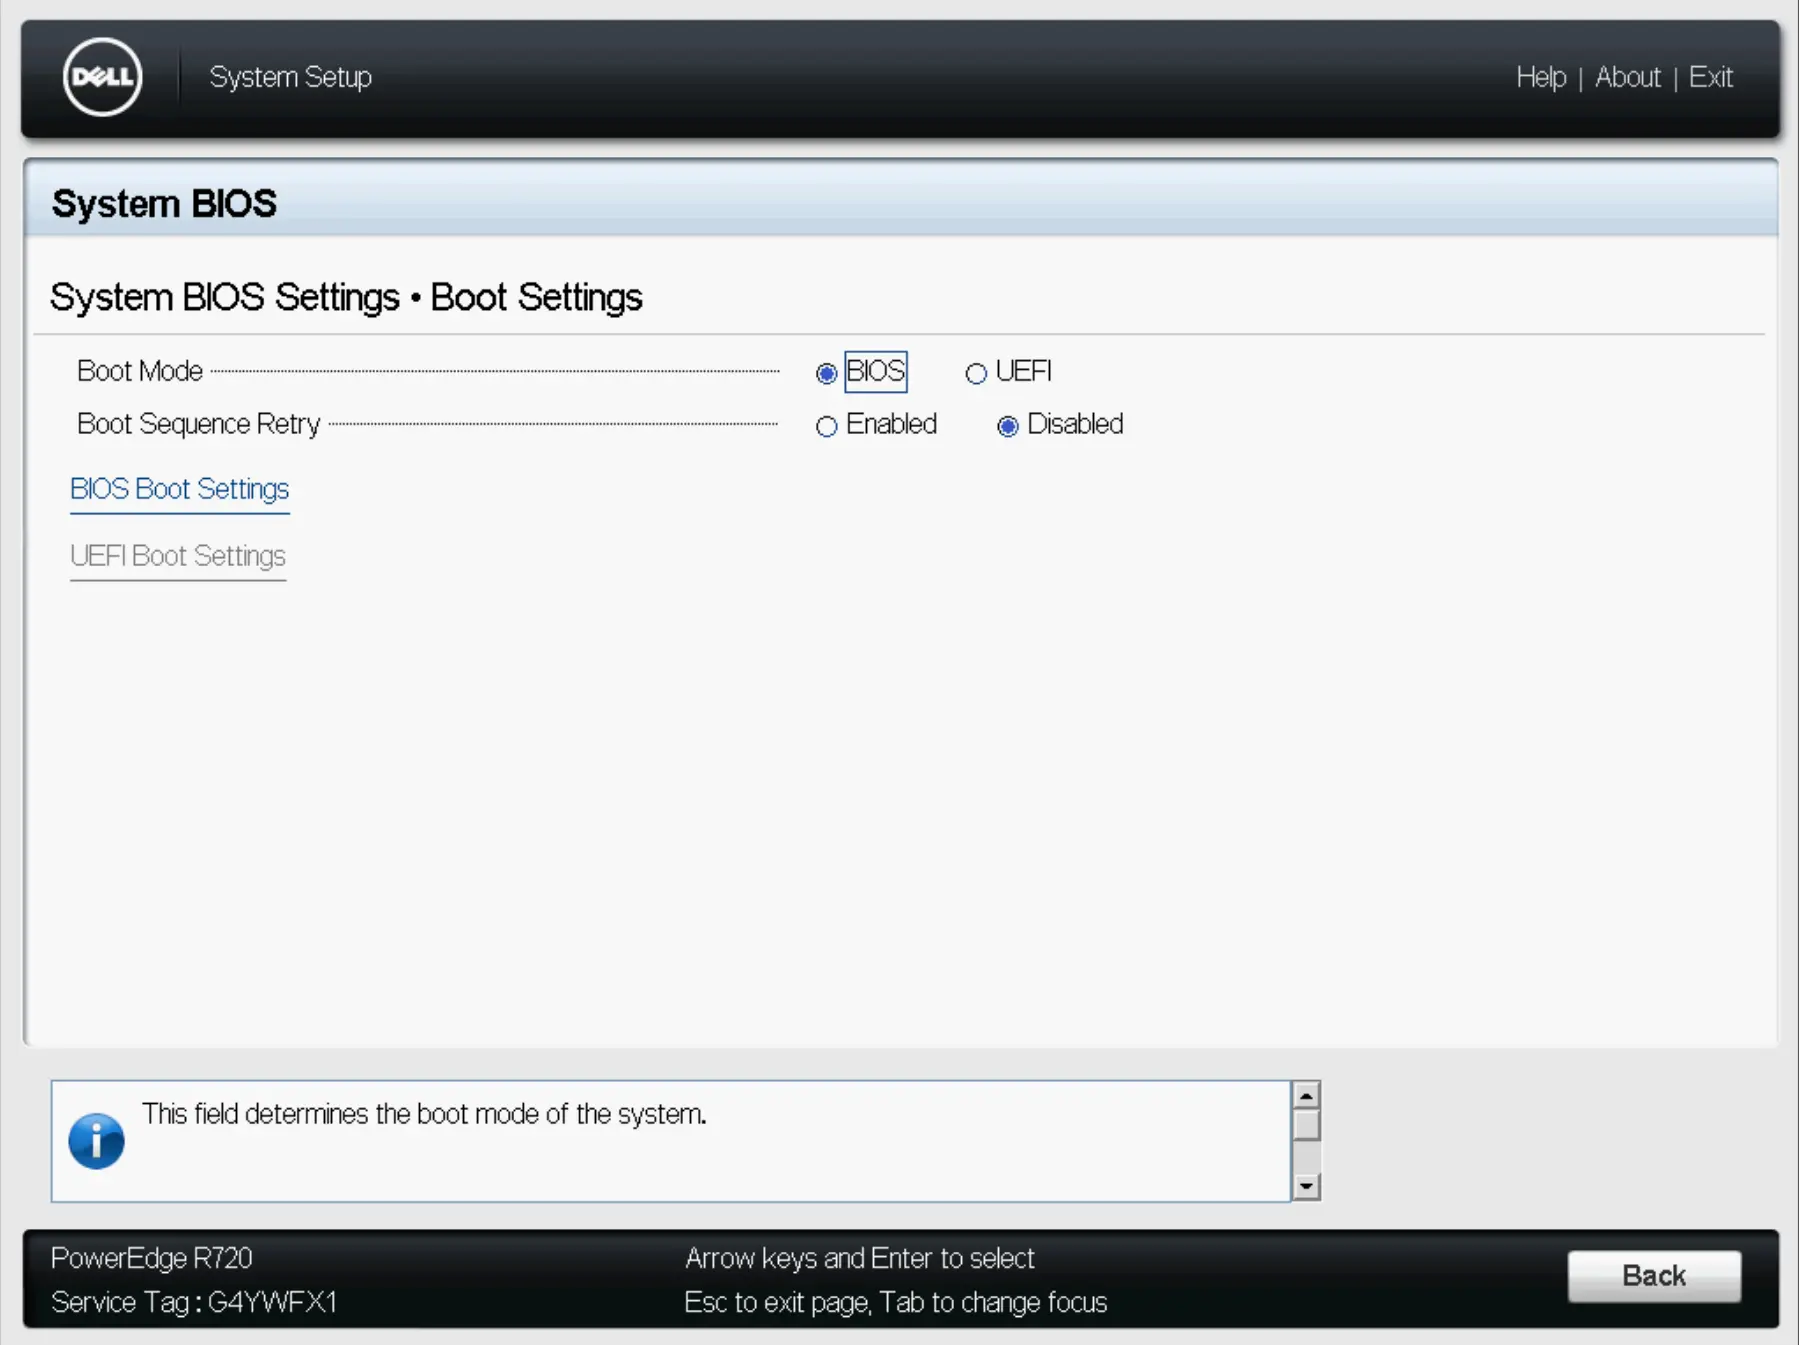 DELL
System Setup
Help | About | Exit
System BIOS
System BIOS Settings • Boot Settings
Boot Mode BIOS UEFI
Boot Sequence Retry Enabled Disabled
BIOS Boot Settings
UEFI Boot Settings
This field determines the boot mode of the system.
PowerEdge R720
Service Tag : G4YWFX1
Arrow keys and Enter to select
Esc to exit page, Tab to change focus
Back